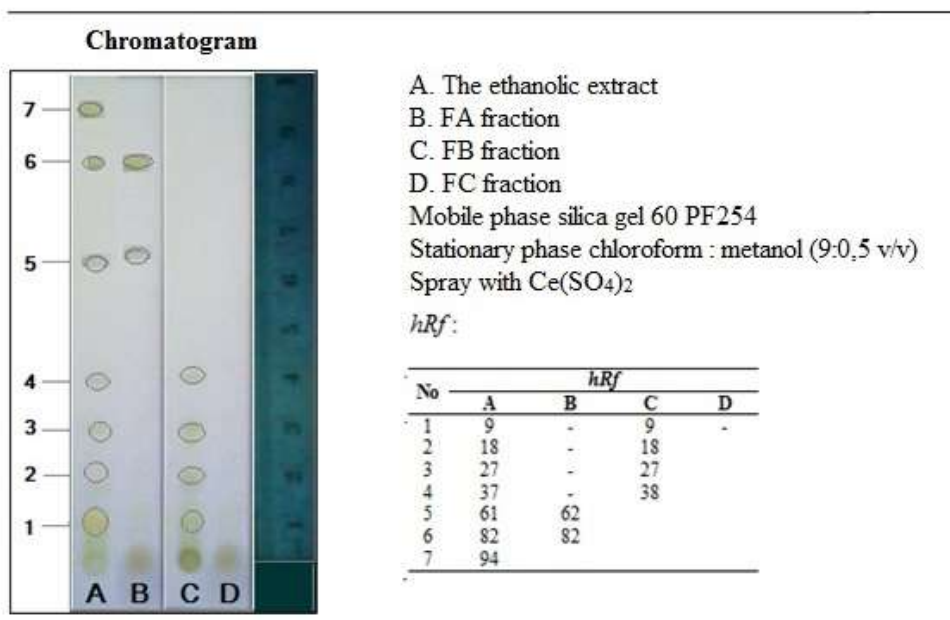 Chromatogram
7
6
5
4
3
2
1
A B C D
A. The ethanolic extract
B. FA fraction
C. FB fraction
D. FC fraction
Mobile phase silica gel 60 PF254
Stationary phase chloroform : metanol (9:0,5 v/v)
Spray with Ce(SO4)2
hRf :
No hRf
A B C D
1 9 - 9 -
2 18 - 18
3 27 - 27
4 37 - 38
5 61 62
6 82 82
7 94